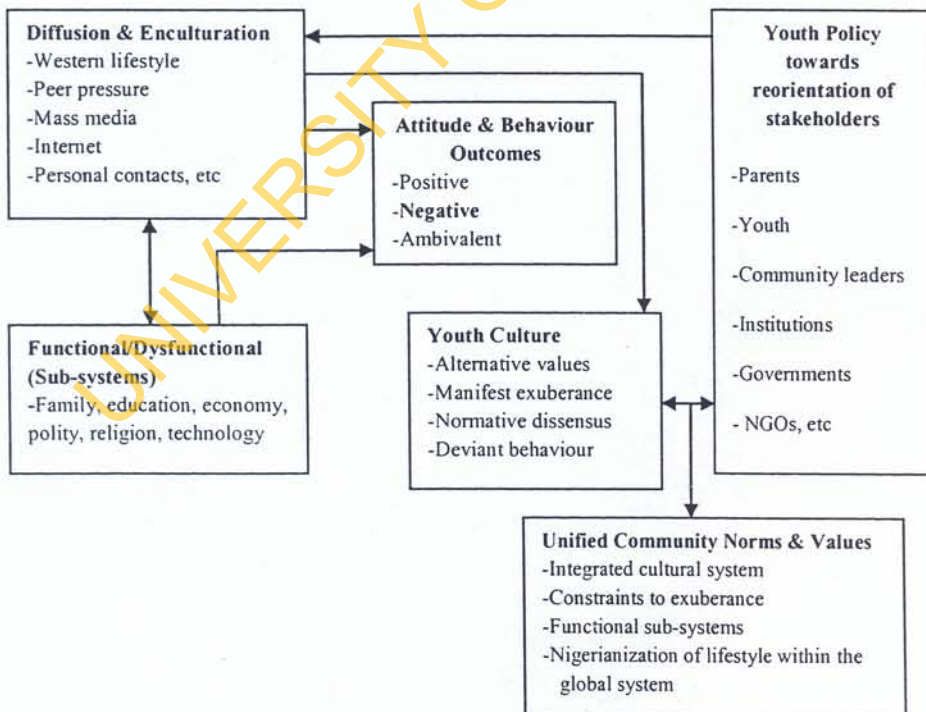 Diffusion & Enculturation
-Western lifestyle
-Peer pressure
-Mass media
-Internet
-Personal contacts, etc
Attitude & Behaviour
Outcomes
-Positive
-Negative
-Ambivalent
Youth Policy
towards
reorientation of
stakeholders
-Parents
-Youth
-Community leaders
-Institutions
-Governments
- NGOs, etc
Functional/Dysfunctional
(Sub-systems)
-Family, education, economy,
polity, religion, technology
Youth Culture
-Alternative values
-Manifest exuberance
-Normative dissensus
-Deviant behaviour
Unified Community Norms & Values
-Integrated cultural system
-Constraints to exuberance
-Functional sub-systems
-Nigerianization of lifestyle within the
global system
UNIVERSITY